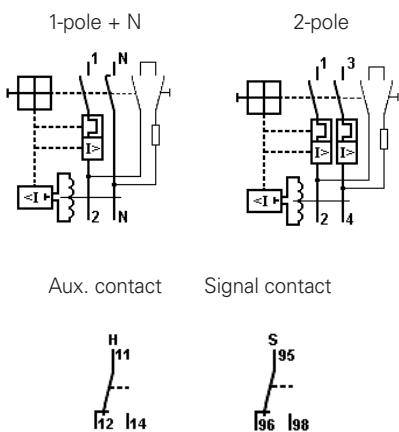 1-pole + N
2-pole
1 N
1 3
I>
I> I>
<I
<I
2 N
2 4
Aux. contact
Signal contact
H
S
11
95
12 14
96 98